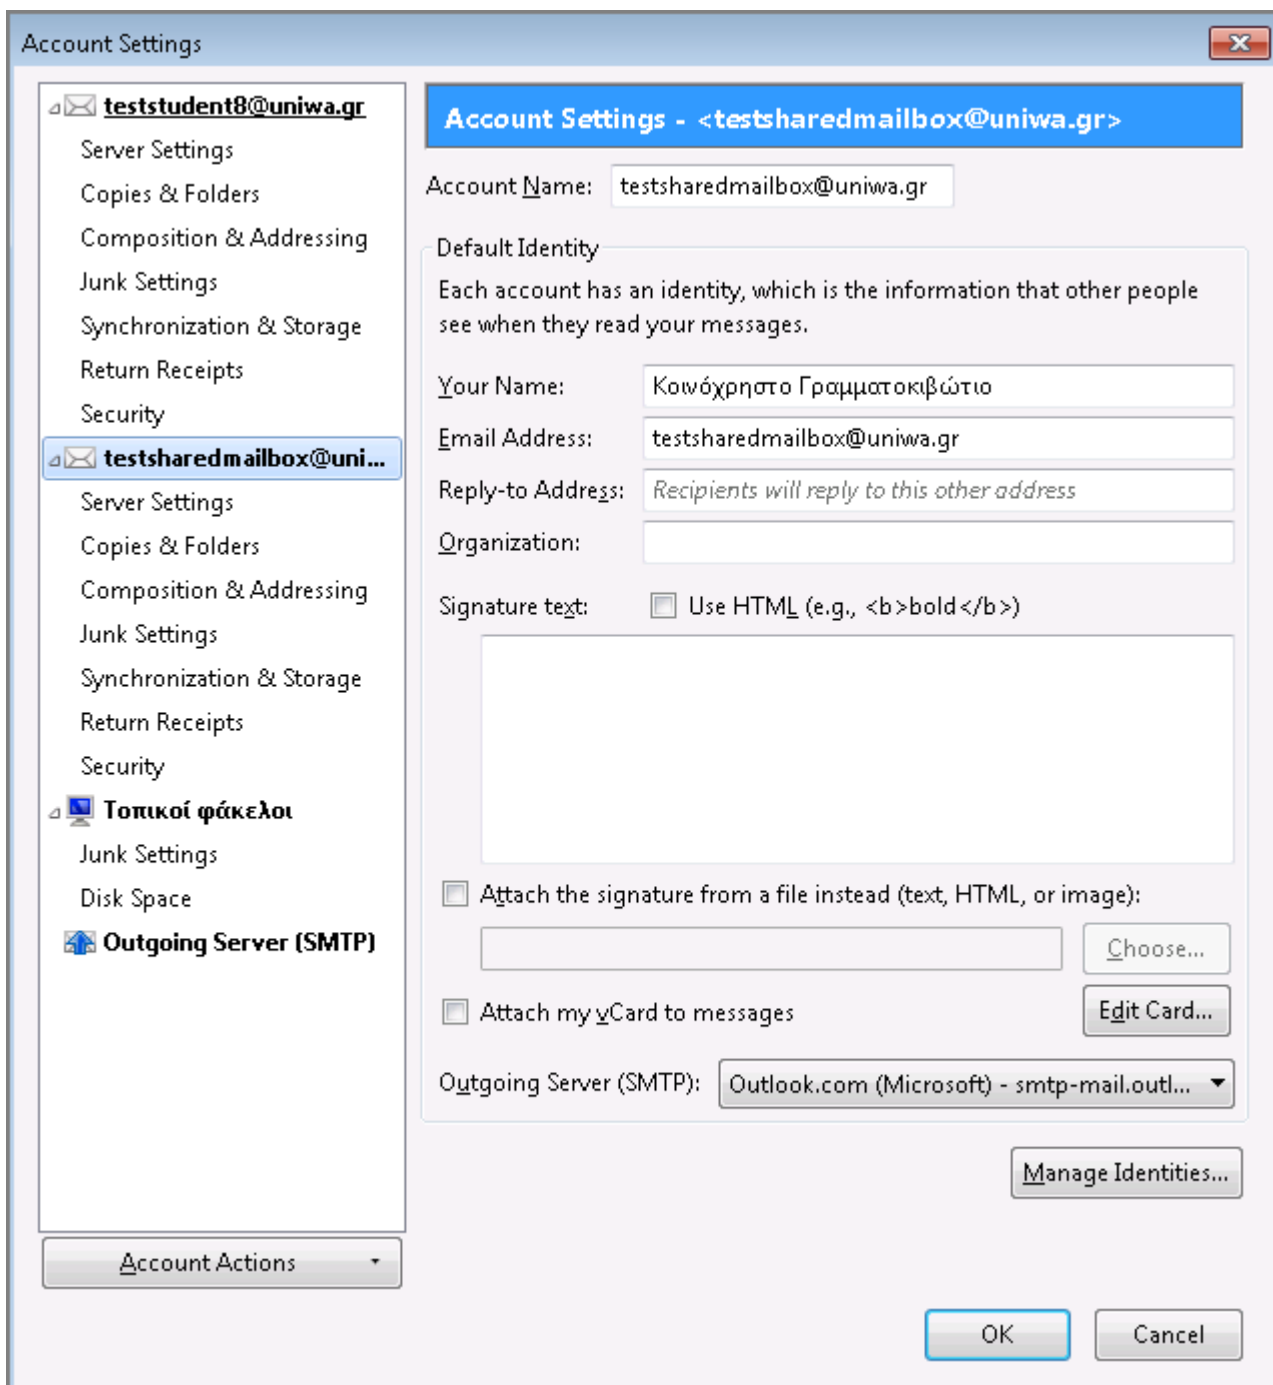 Account Settings
teststudent8@uniwa.gr
Server Settings
Copies & Folders
Composition & Addressing
Junk Settings
Synchronization & Storage
Return Receipts
Security
testsharedmailbox@uni...
Server Settings
Copies & Folders
Composition & Addressing
Junk Settings
Synchronization & Storage
Return Receipts
Security
Τοπικοί φάκελοι
Junk Settings
Disk Space
Outgoing Server (SMTP)
Account Actions
Account Settings - <testsharedmailbox@uniwa.gr>
Account Name: testsharedmailbox@uniwa.gr
Default Identity
Each account has an identity, which is the information that other people
see when they read your messages.
Your Name: Κοινόχρηστο Γραμματοκιβώτιο
Email Address: testsharedmailbox@uniwa.gr
Reply-to Address: Recipients will reply to this other address
Organization:
Signature text: Use HTML (e.g., <b>bold</b>)
Attach the signature from a file instead (text, HTML, or image):
Choose...
Attach my vCard to messages Edit Card...
Outgoing Server (SMTP): Outlook.com (Microsoft) - smtp-mail.outl...
Manage Identities...
OK Cancel